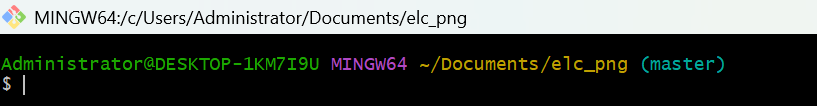 MINGW64:/c/Users/Administrator/Documents/elc_png
Administrator@DESKTOP-1KM7I9U MINGW64 ~/Documents/elc_png (master)
$